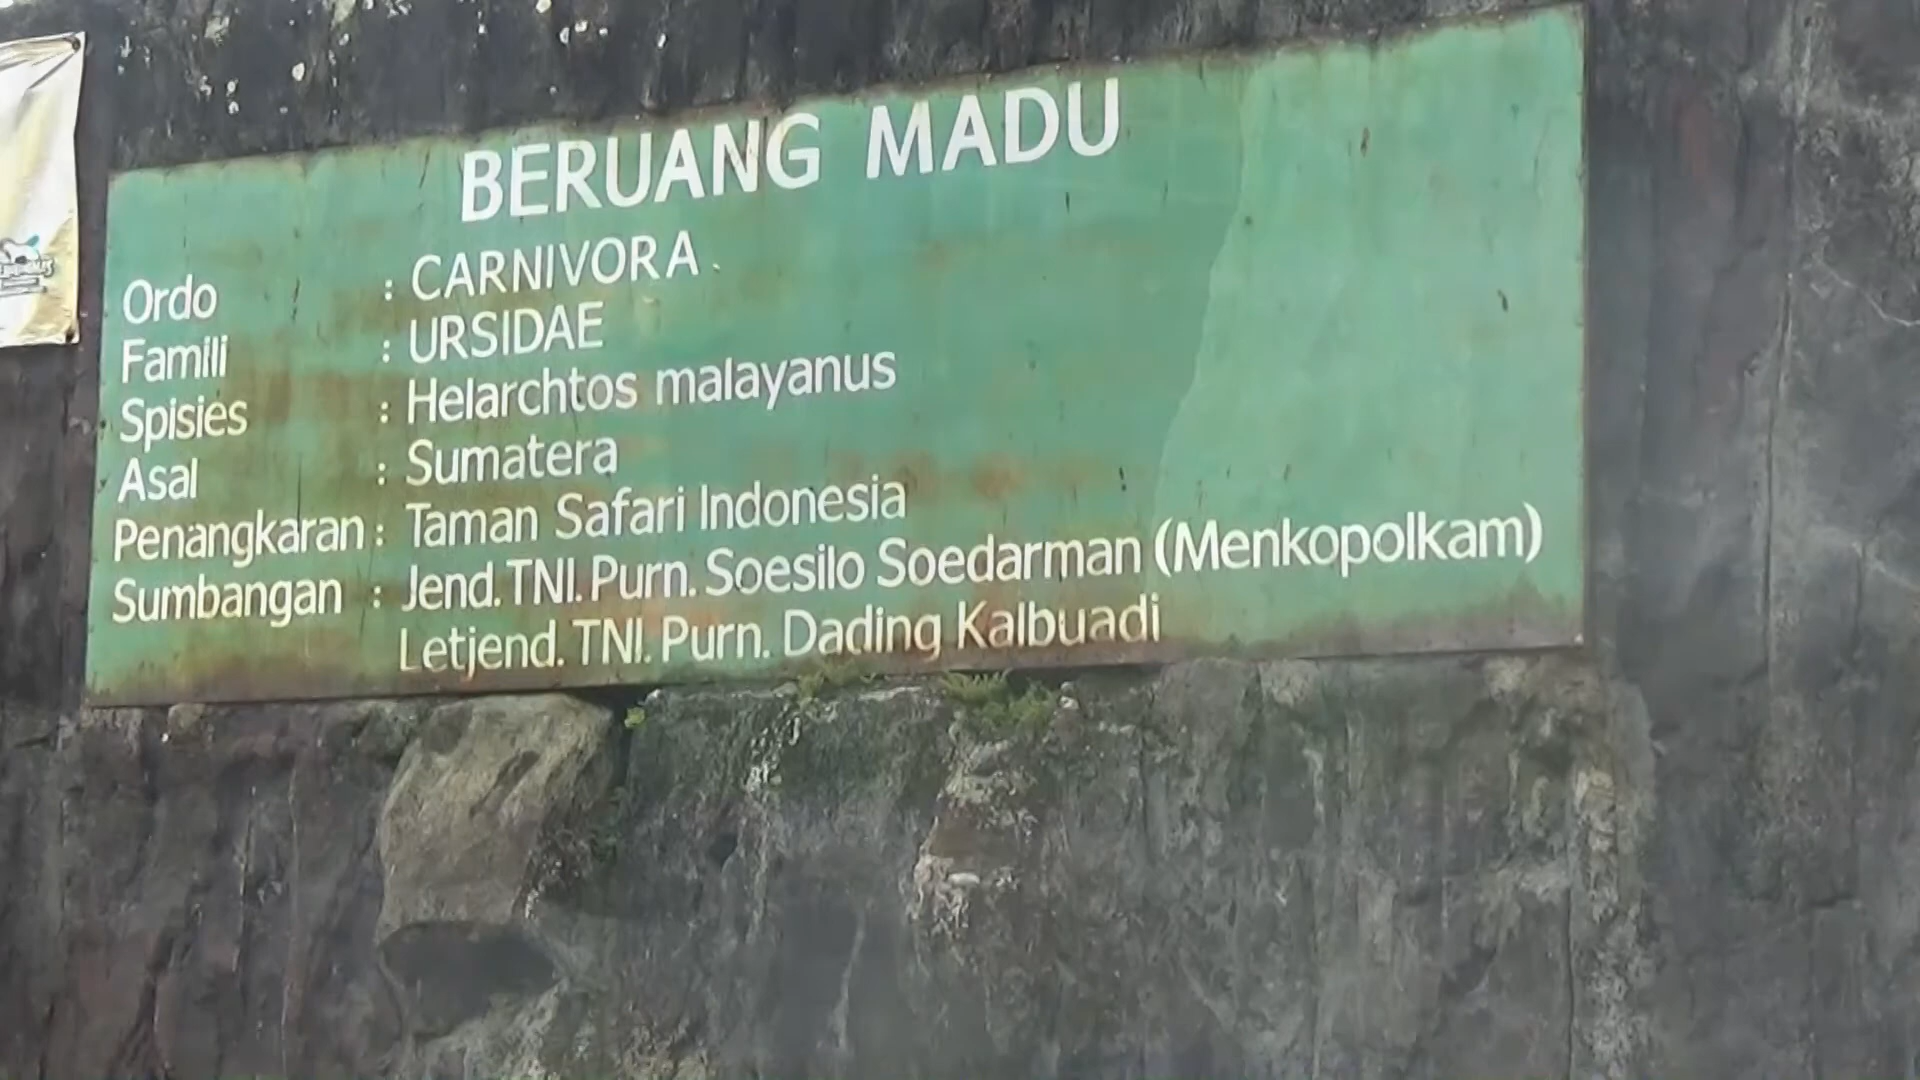 BERUANG MADU
Ordo : CARNIVORA
Famili : URSIDAE
Spisies : Helarchtos malayanus
Asal : Sumatera
Penangkaran : Taman Safari Indonesia
Sumbangan : Jend. TNI. Purn. Soesilo Soedarman (Menkopolkam)
Letjend. TNI. Purn. Dading Kalbuadi